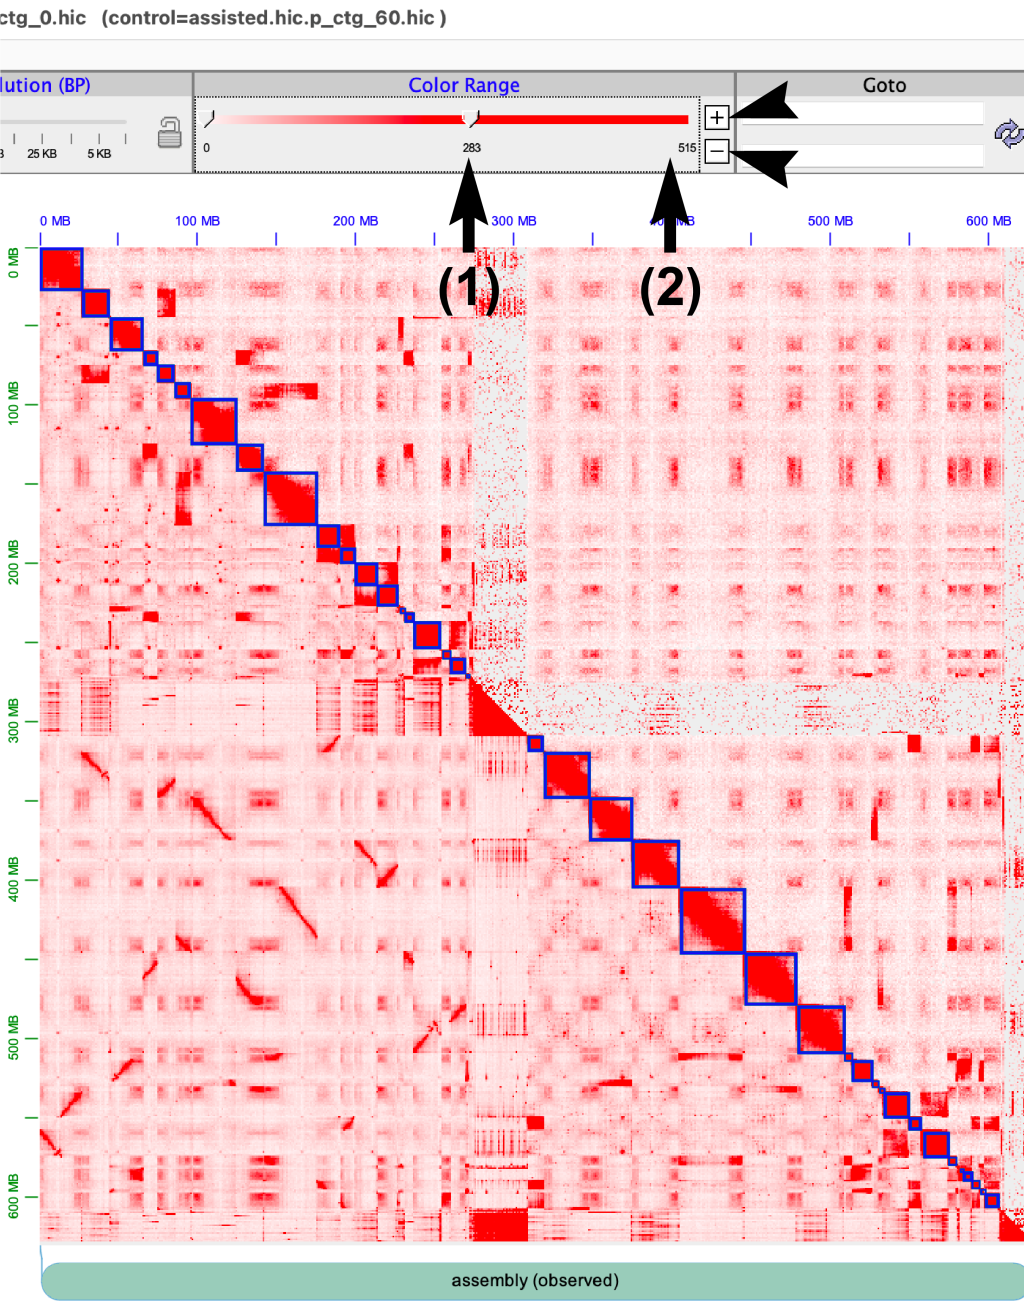 ctg_0.hic (control=assisted.hic.p_ctg_60.hic )
lution (BP) Color Range Goto
25 KB 5 KB
0 283 515
+
−
0 MB 100 MB 200 MB 300 MB 500 MB 600 MB
(1) (2)
0 MB
100 MB
200 MB
300 MB
400 MB
500 MB
600 MB
assembly (observed)